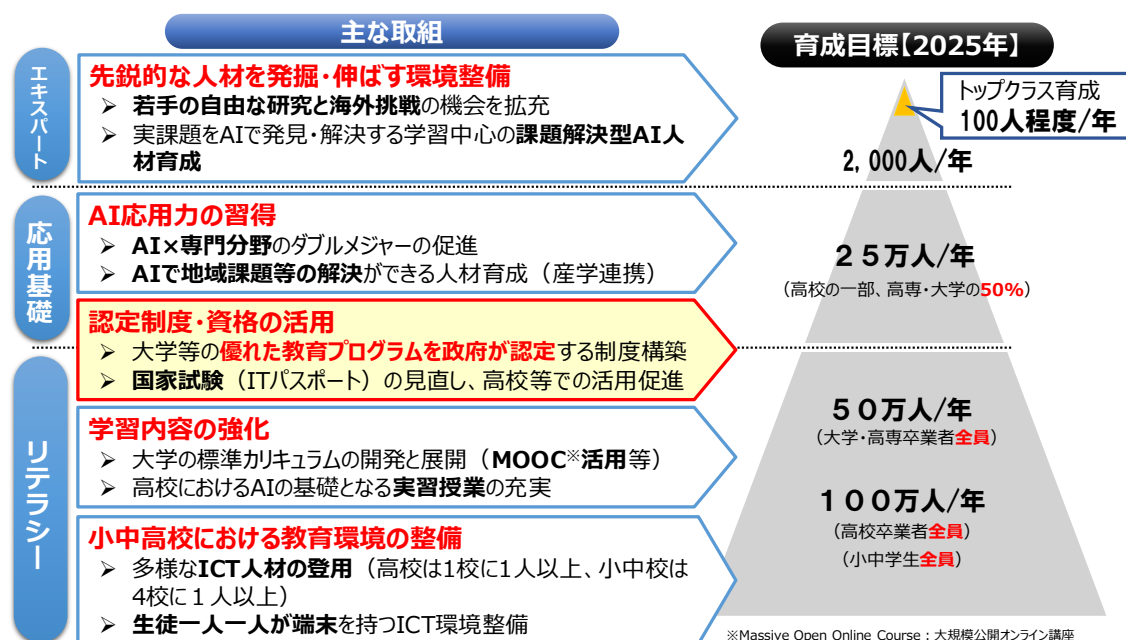 主な取組
育成目標【2025年】
エキスパート
先鋭的な人材を発掘・伸ばす環境整備
➢ 若手の自由な研究と海外挑戦の機会を拡充
➢ 実課題をAIで発見・解決する学習中心の課題解決型AI人
材育成
トップクラス育成
100人程度/年
2,000人/年
応用基礎
AI応用力の習得
➢ AI×専門分野のダブルメジャーの促進
➢ AIで地域課題等の解決ができる人材育成（産学連携）
２５万人/年
（高校の一部、高専・大学の50%）
認定制度・資格の活用
➢ 大学等の優れた教育プログラムを政府が認定する制度構築
➢ 国家試験（ITパスポート）の見直し、高校等での活用促進
リテラシー
学習内容の強化
➢ 大学の標準カリキュラムの開発と展開（MOOC※活用等）
➢ 高校におけるAIの基礎となる実習授業の充実
５０万人/年
（大学・高専卒業者全員）
１００万人/年
（高校卒業者全員）
（小中学生全員）
小中高校における教育環境の整備
➢ 多様なICT人材の登用（高校は1校に1人以上、小中校は
4校に１人以上）
➢ 生徒一人一人が端末を持つICT環境整備
※Massive Open Online Course：大規模公開オンライン講座